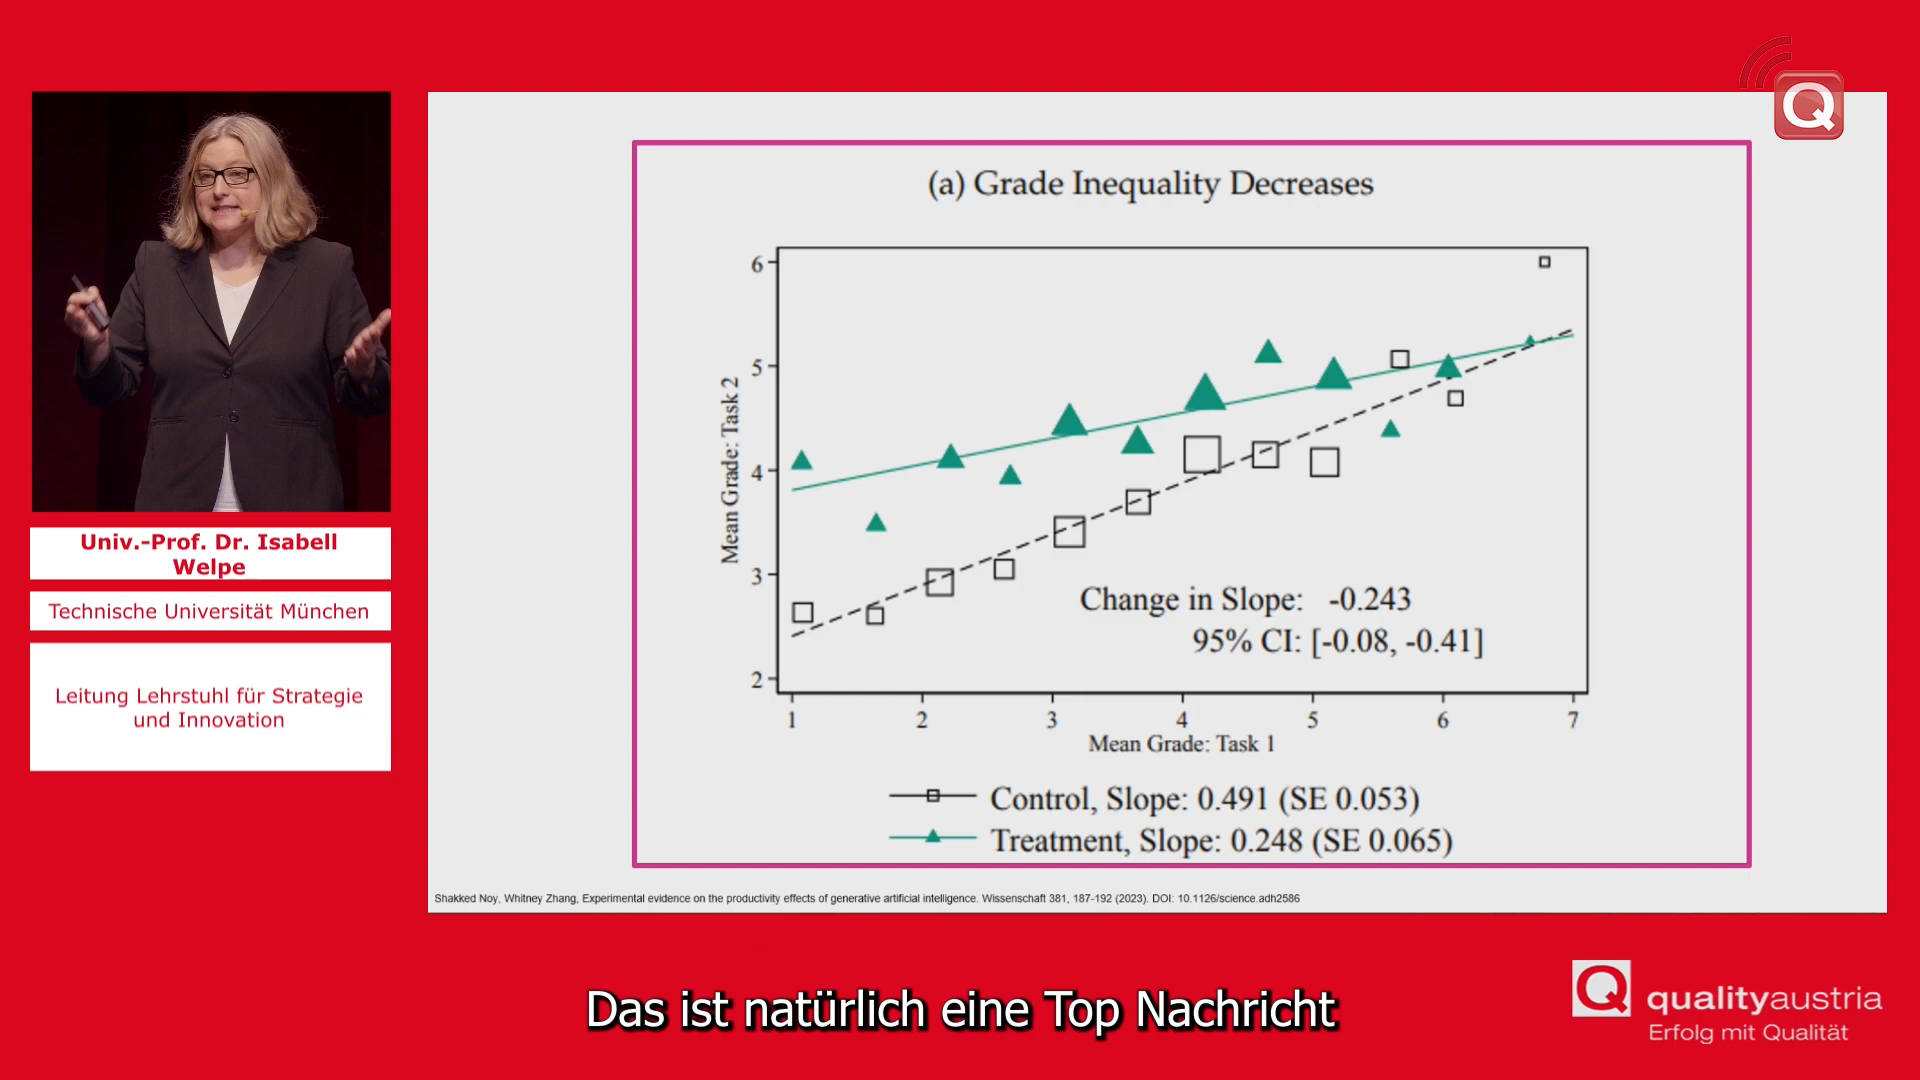 Q
Univ.-Prof. Dr. Isabell
Welpe
Technische Universität München
Leitung Lehrstuhl für Strategie
und Innovation
(a) Grade Inequality Decreases
Mean Grade: Task 2
6
5
4
3
2
Change in Slope: -0.243
95% CI: [-0.08, -0.41]
1 2 3 4 5 6 7
Mean Grade: Task 1
Control, Slope: 0.491 (SE 0.053)
Treatment, Slope: 0.248 (SE 0.065)
Shakked Noy, Whitney Zhang, Experimental evidence on the productivity effects of generative artificial intelligence. Wissenschaft 381, 187-192 (2023). DOI: 10.1126/science.adh2586
Das ist natürlich eine Top Nachricht
Q qualityaustria
Erfolg mit Qualität